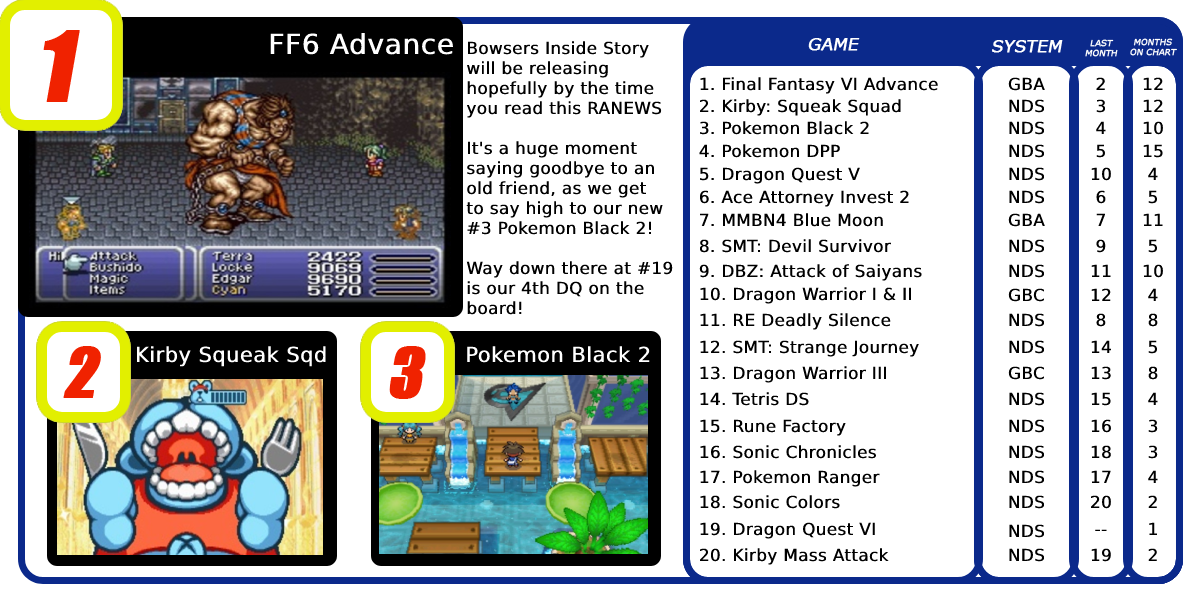 1
FF6 Advance
Attack
Bushido
Magic
Items
Terra 2422
Locke 9069
Edgar 9690
Cyan 5170
Bowsers Inside Story
will be releasing
hopefully by the time
you read this RANEWS
It's a huge moment
saying goodbye to an
old friend, as we get
to say high to our new
#3 Pokemon Black 2!
Way down there at #19
is our 4th DQ on the
board!
2
Kirby Squeak Sqd
3
Pokemon Black 2
GAME SYSTEM LAST MONTH MONTHS ON CHART
1. Final Fantasy VI Advance GBA 2 12
2. Kirby: Squeak Squad NDS 3 12
3. Pokemon Black 2 NDS 4 10
4. Pokemon DPP NDS 5 15
5. Dragon Quest V NDS 10 4
6. Ace Attorney Invest 2 NDS 6 5
7. MMBN4 Blue Moon GBA 7 11
8. SMT: Devil Survivor NDS 9 5
9. DBZ: Attack of Saiyans NDS 11 10
10. Dragon Warrior I & II GBC 12 4
11. RE Deadly Silence NDS 8 8
12. SMT: Strange Journey NDS 14 5
13. Dragon Warrior III GBC 13 8
14. Tetris DS NDS 15 4
15. Rune Factory NDS 16 3
16. Sonic Chronicles NDS 18 3
17. Pokemon Ranger NDS 17 4
18. Sonic Colors NDS 20 2
19. Dragon Quest VI NDS -- 1
20. Kirby Mass Attack NDS 19 2